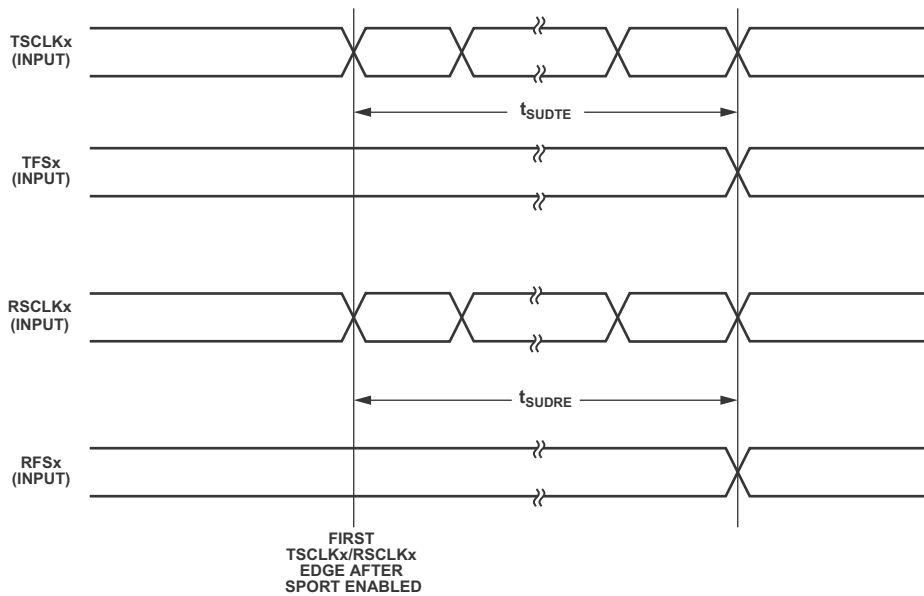 TSCLKx
(INPUT)
tSUDTE
TFSx
(INPUT)
RSCLKx
(INPUT)
tSUDRE
RFSx
(INPUT)
FIRST
TSCLKx/RSCLKx
EDGE AFTER
SPORT ENABLED